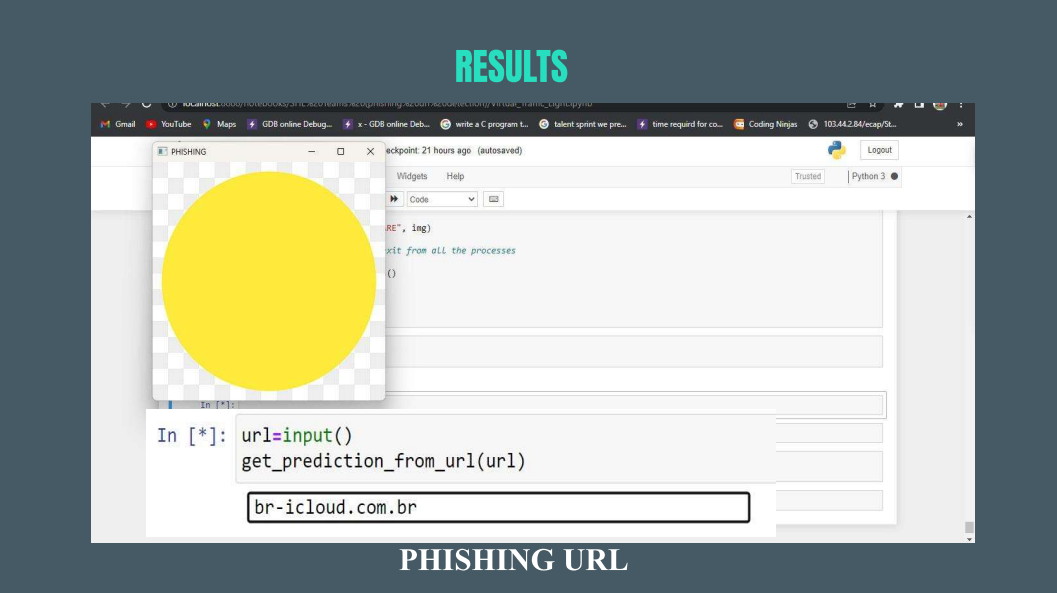 RESULTS
Gmail YouTube Maps GDB online Debug... x - GDB online Deb... write a C program t... talent sprint we pre... time requird for co... Coding Ninjas 103.44.2.84/ecap/St... »
PHISHING
eckpoint: 21 hours ago (autosaved)
Logout
Widgets Help
Trusted
Python 3
Code
RE", img)
xit from all the processes
()
In [*]:
In [*]: url=input()
get_prediction_from_url(url)
br-icloud.com.br
PHISHING URL